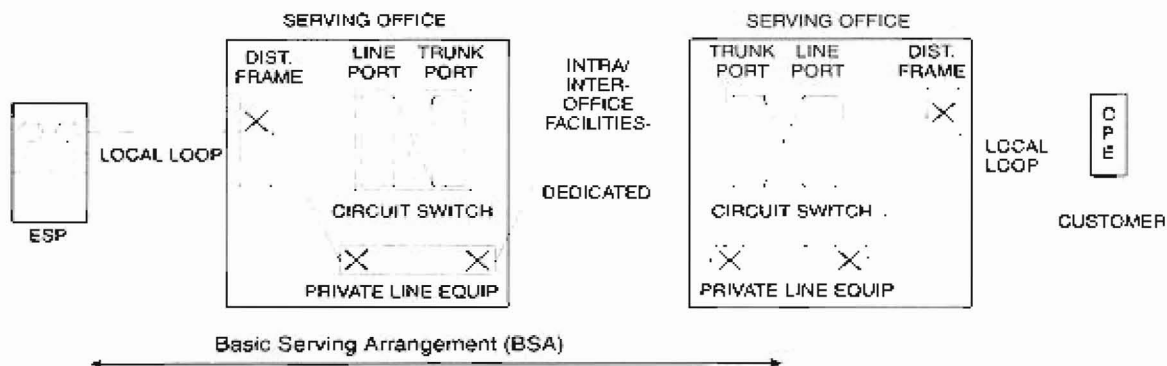 SERVING OFFICE
SERVING OFFICE
DIST.
FRAME
LINE
PORT
TRUNK
PORT
INTRA/
INTER-
OFFICE
FACILITIES-
DEDICATED
TRUNK
PORT
LINE
PORT
DIST.
FRAME
LOCAL LOOP
ESP
CIRCUIT SWITCH
PRIVATE LINE EQUIP
CIRCUIT SWITCH
PRIVATE LINE EQUIP
LOCAL
LOOP
CPE
CUSTOMER
Basic Serving Arrangement (BSA)